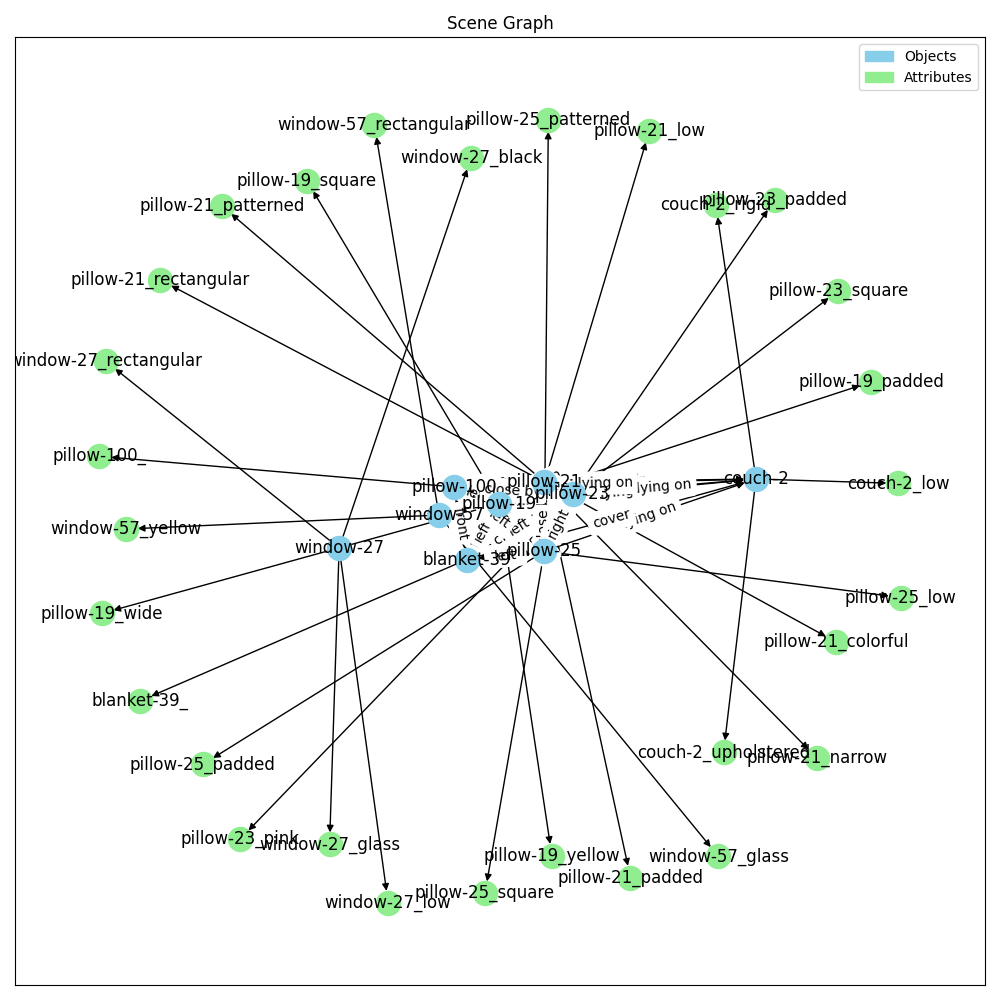 Scene Graph
Objects
Attributes
pillow-25_patterned
window-57_rectangular
pillow-21_low
window-27_black
pillow-19_square
pillow-23_padded
couch-2_rigid
pillow-21_patterned
pillow-21_rectangular
pillow-23_square
window-27_rectangular
pillow-19_padded
pillow-100_
couch-2
couch-2_low
pillow-21
lying on
pillow-100
close by
lying on
pillow-23
pillow-19
window-57
cover
front
left
left
right
window-57_yellow
window-27
pillow-25
blanket-39
left
pillow-25_low
pillow-19_wide
pillow-21_colorful
blanket-39_
couch-2_upholstered
pillow-21_narrow
pillow-25_padded
pillow-23_pink
window-27_glass
pillow-19_yellow
window-57_glass
pillow-21_padded
pillow-25_square
window-27_low